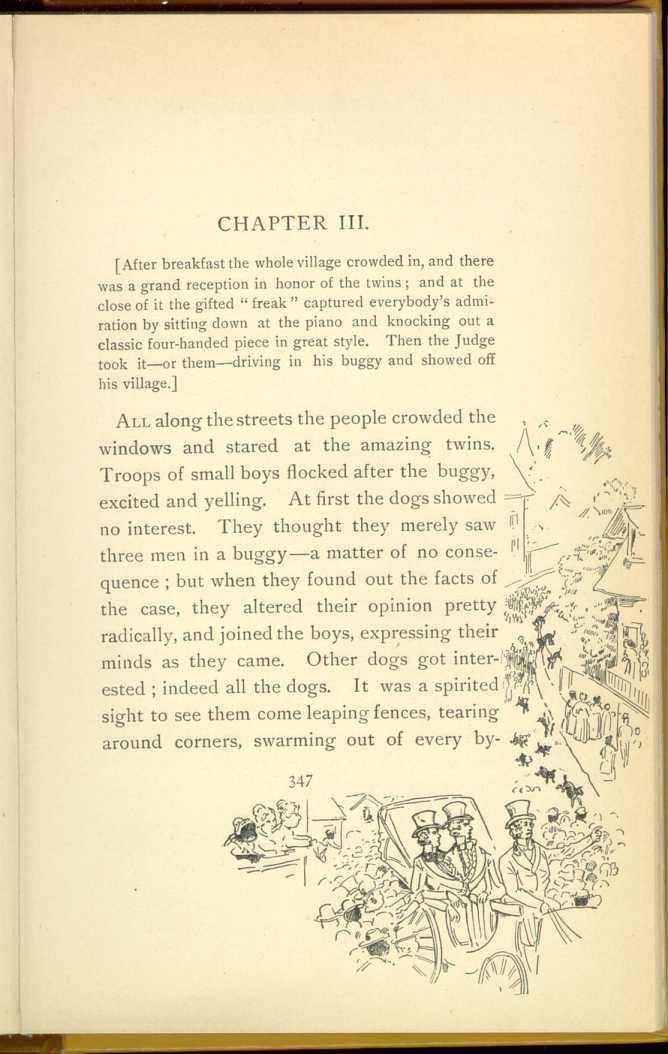 CHAPTER III.
[After breakfast the whole village crowded in, and there
was a grand reception in honor of the twins ; and at the
close of it the gifted “ freak ” captured everybody’s admi-
ration by sitting down at the piano and knocking out a
classic four-handed piece in great style. Then the Judge
took it—or them—driving in his buggy and showed off
his village.]
ALL along the streets the people crowded the
windows and stared at the amazing twins.
Troops of small boys flocked after the buggy,
excited and yelling. At first the dogs showed
no interest. They thought they merely saw
three men in a buggy—a matter of no conse-
quence ; but when they found out the facts of
the case, they altered their opinion pretty
radically, and joined the boys, expressing their
minds as they came. Other dogs got inter-
ested ; indeed all the dogs. It was a spirited
sight to see them come leaping fences, tearing
around corners, swarming out of every by-
347